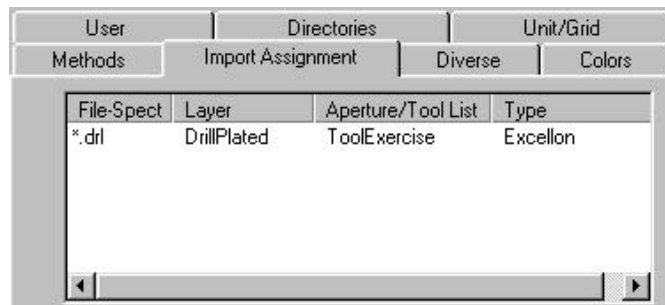 User Directories Unit/Grid
Methods Import Assignment Diverse Colors
File-Spect Layer Aperture/Tool List Type
*.drl DrillPlated ToolExercise Excellon